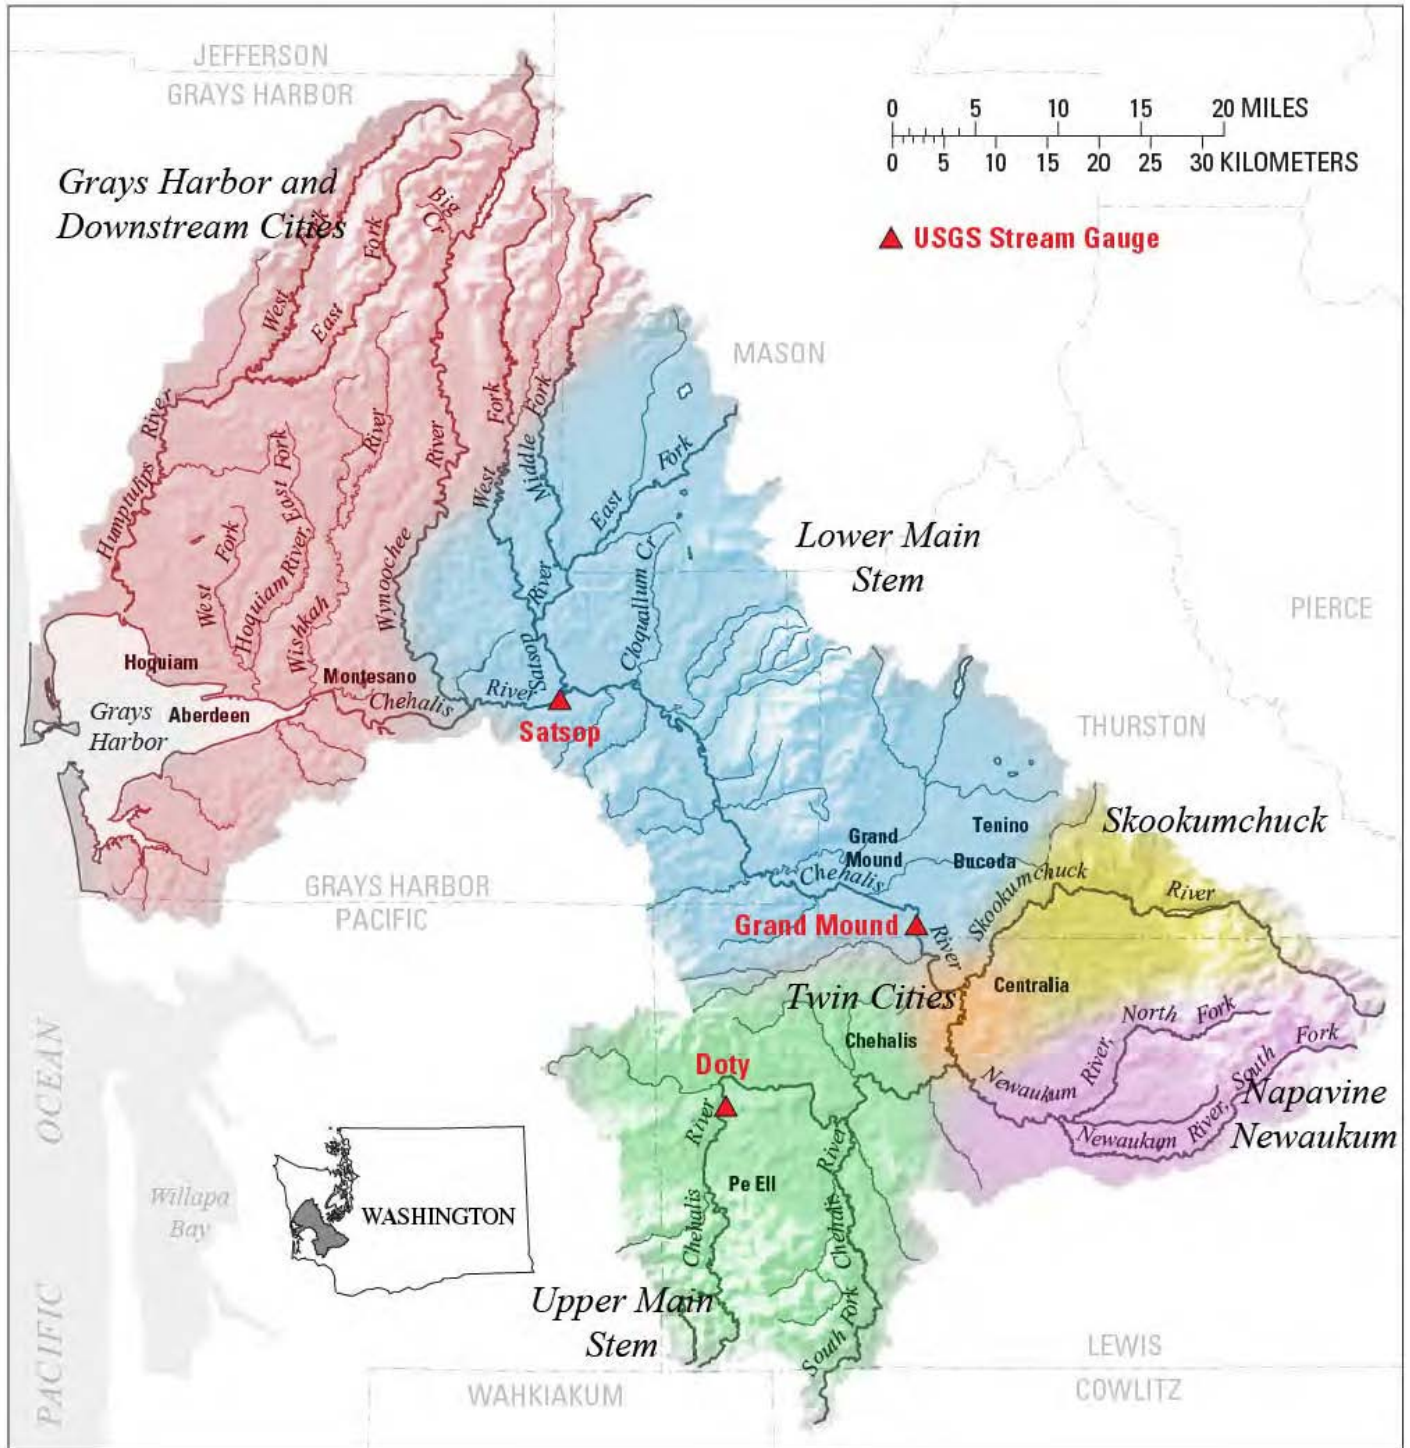 JEFFERSON
GRAYS HARBOR
0 5 10 15 20 MILES
0 5 10 15 20 25 30 KILOMETERS
USGS Stream Gauge
Grays Harbor and
Downstream Cities
Fork
West
Fork
East
Big
Cr
MASON
River
Humptulips
River
River
Fork
West
Fork
Middle
East
Fork
East Fork
Hoquiam River,
West
Fork
Wishkah
Wynoochee
River
Satsop
Cloquallum Cr
Lower Main
Stem
PIERCE
Hoquiam
Montesano
Grays
Harbor
Aberdeen
Chehalis
River
Satsop
THURSTON
Skookumchuck
Grand
Mound
Tenino
Bucoda
Chehalis
Skookumchuck
River
GRAYS HARBOR
PACIFIC
Grand Mound
River
Twin Cities
Centralia
Chehalis
North Fork
Newaukum River,
South Fork
Newaukum River,
Napavine
Newaukum
Doty
River
Chehalis
Pe Ell
River
Chehalis
South Fork
Upper Main
Stem
PACIFIC OCEAN
Willapa
Bay
WASHINGTON
LEWIS
COWLITZ
WAHKIAKUM